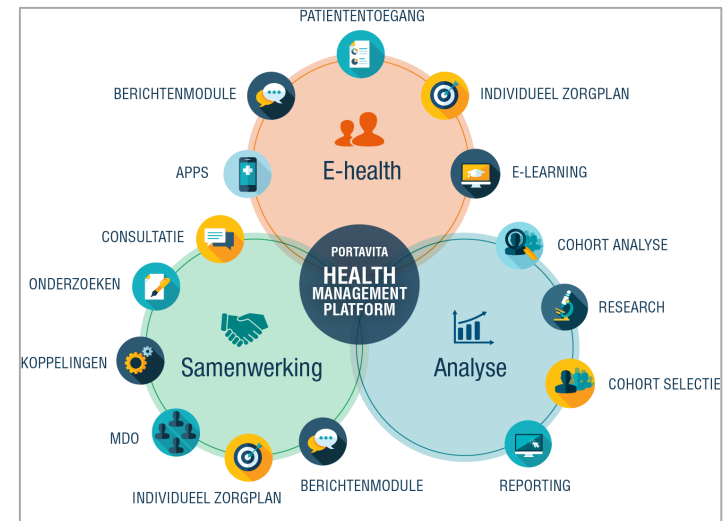 PATIENTENTOEGANG
BERICHTENMODULE
INDIVIDUEEL ZORGPLAN
APPS
E-health
E-LEARNING
CONSULTATIE
PORTAVITA
HEALTH
MANAGEMENT
PLATFORM
COHORT ANALYSE
ONDERZOEKEN
RESEARCH
KOPPELINGEN
Samenwerking
Analyse
COHORT SELECTIE
MDO
INDIVIDUEEL ZORGPLAN
BERICHTENMODULE
REPORTING